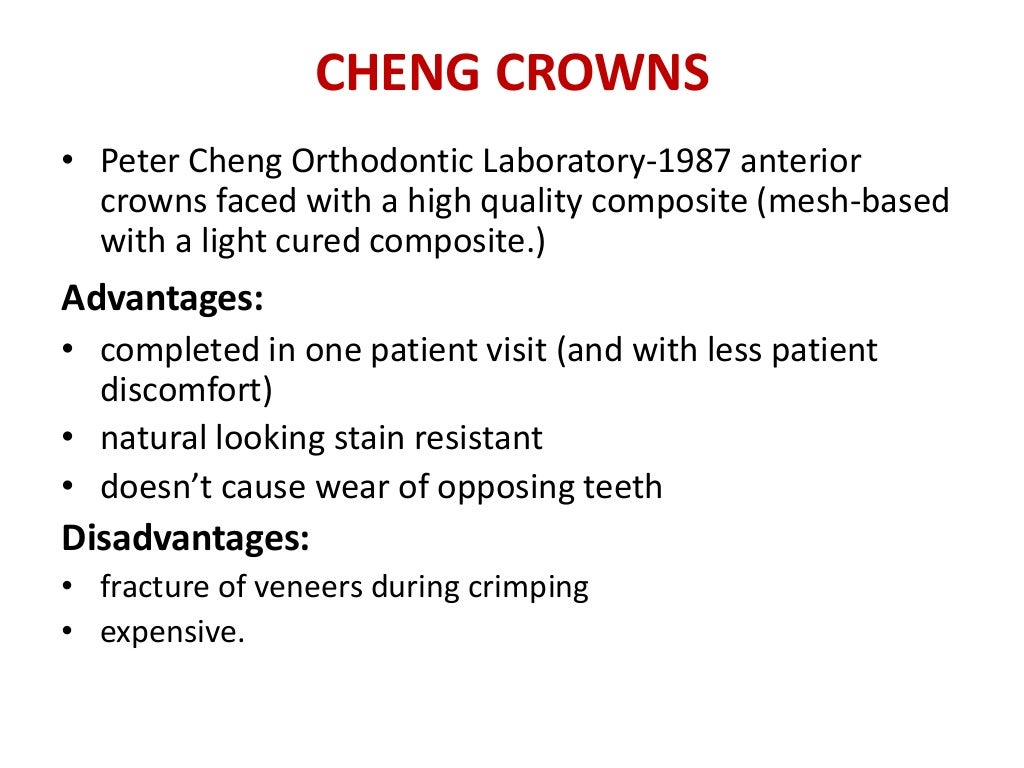 CHENG CROWNS
• Peter Cheng Orthodontic Laboratory-1987 anterior
crowns faced with a high quality composite (mesh-based
with a light cured composite.)
Advantages:
• completed in one patient visit (and with less patient
discomfort)
• natural looking stain resistant
• doesn’t cause wear of opposing teeth
Disadvantages:
• fracture of veneers during crimping
• expensive.